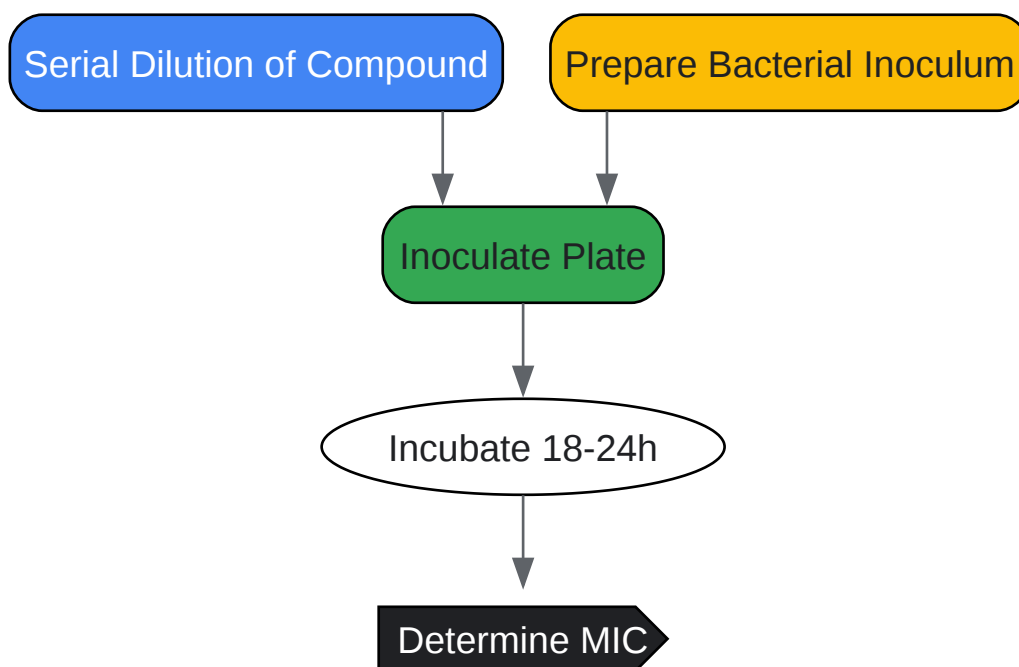 Serial Dilution of Compound
Prepare Bacterial Inoculum
Inoculate Plate
Incubate 18-24h
Determine MIC